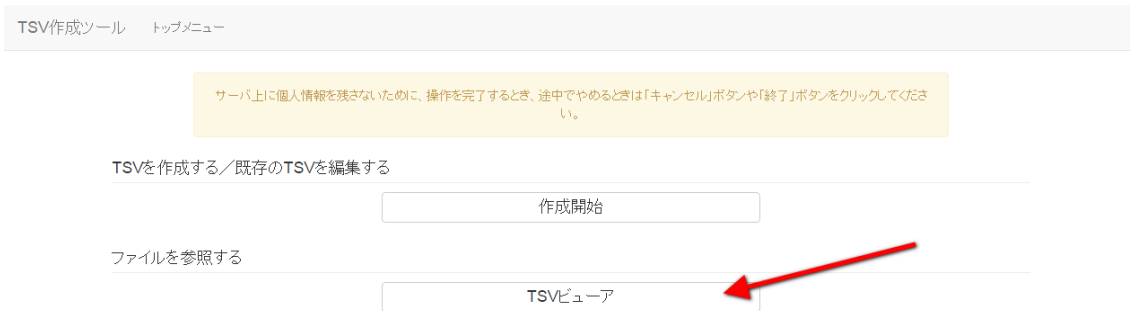 TSV作成ツール トップメニュー
サーバ上に個人情報を残さないために、操作を完了するとき、途中でやめるときは「キャンセル」ボタンや「終了」ボタンをクリックしてくださ
い。
TSVを作成する／既存のTSVを編集する
作成開始
ファイルを参照する
TSVビューア